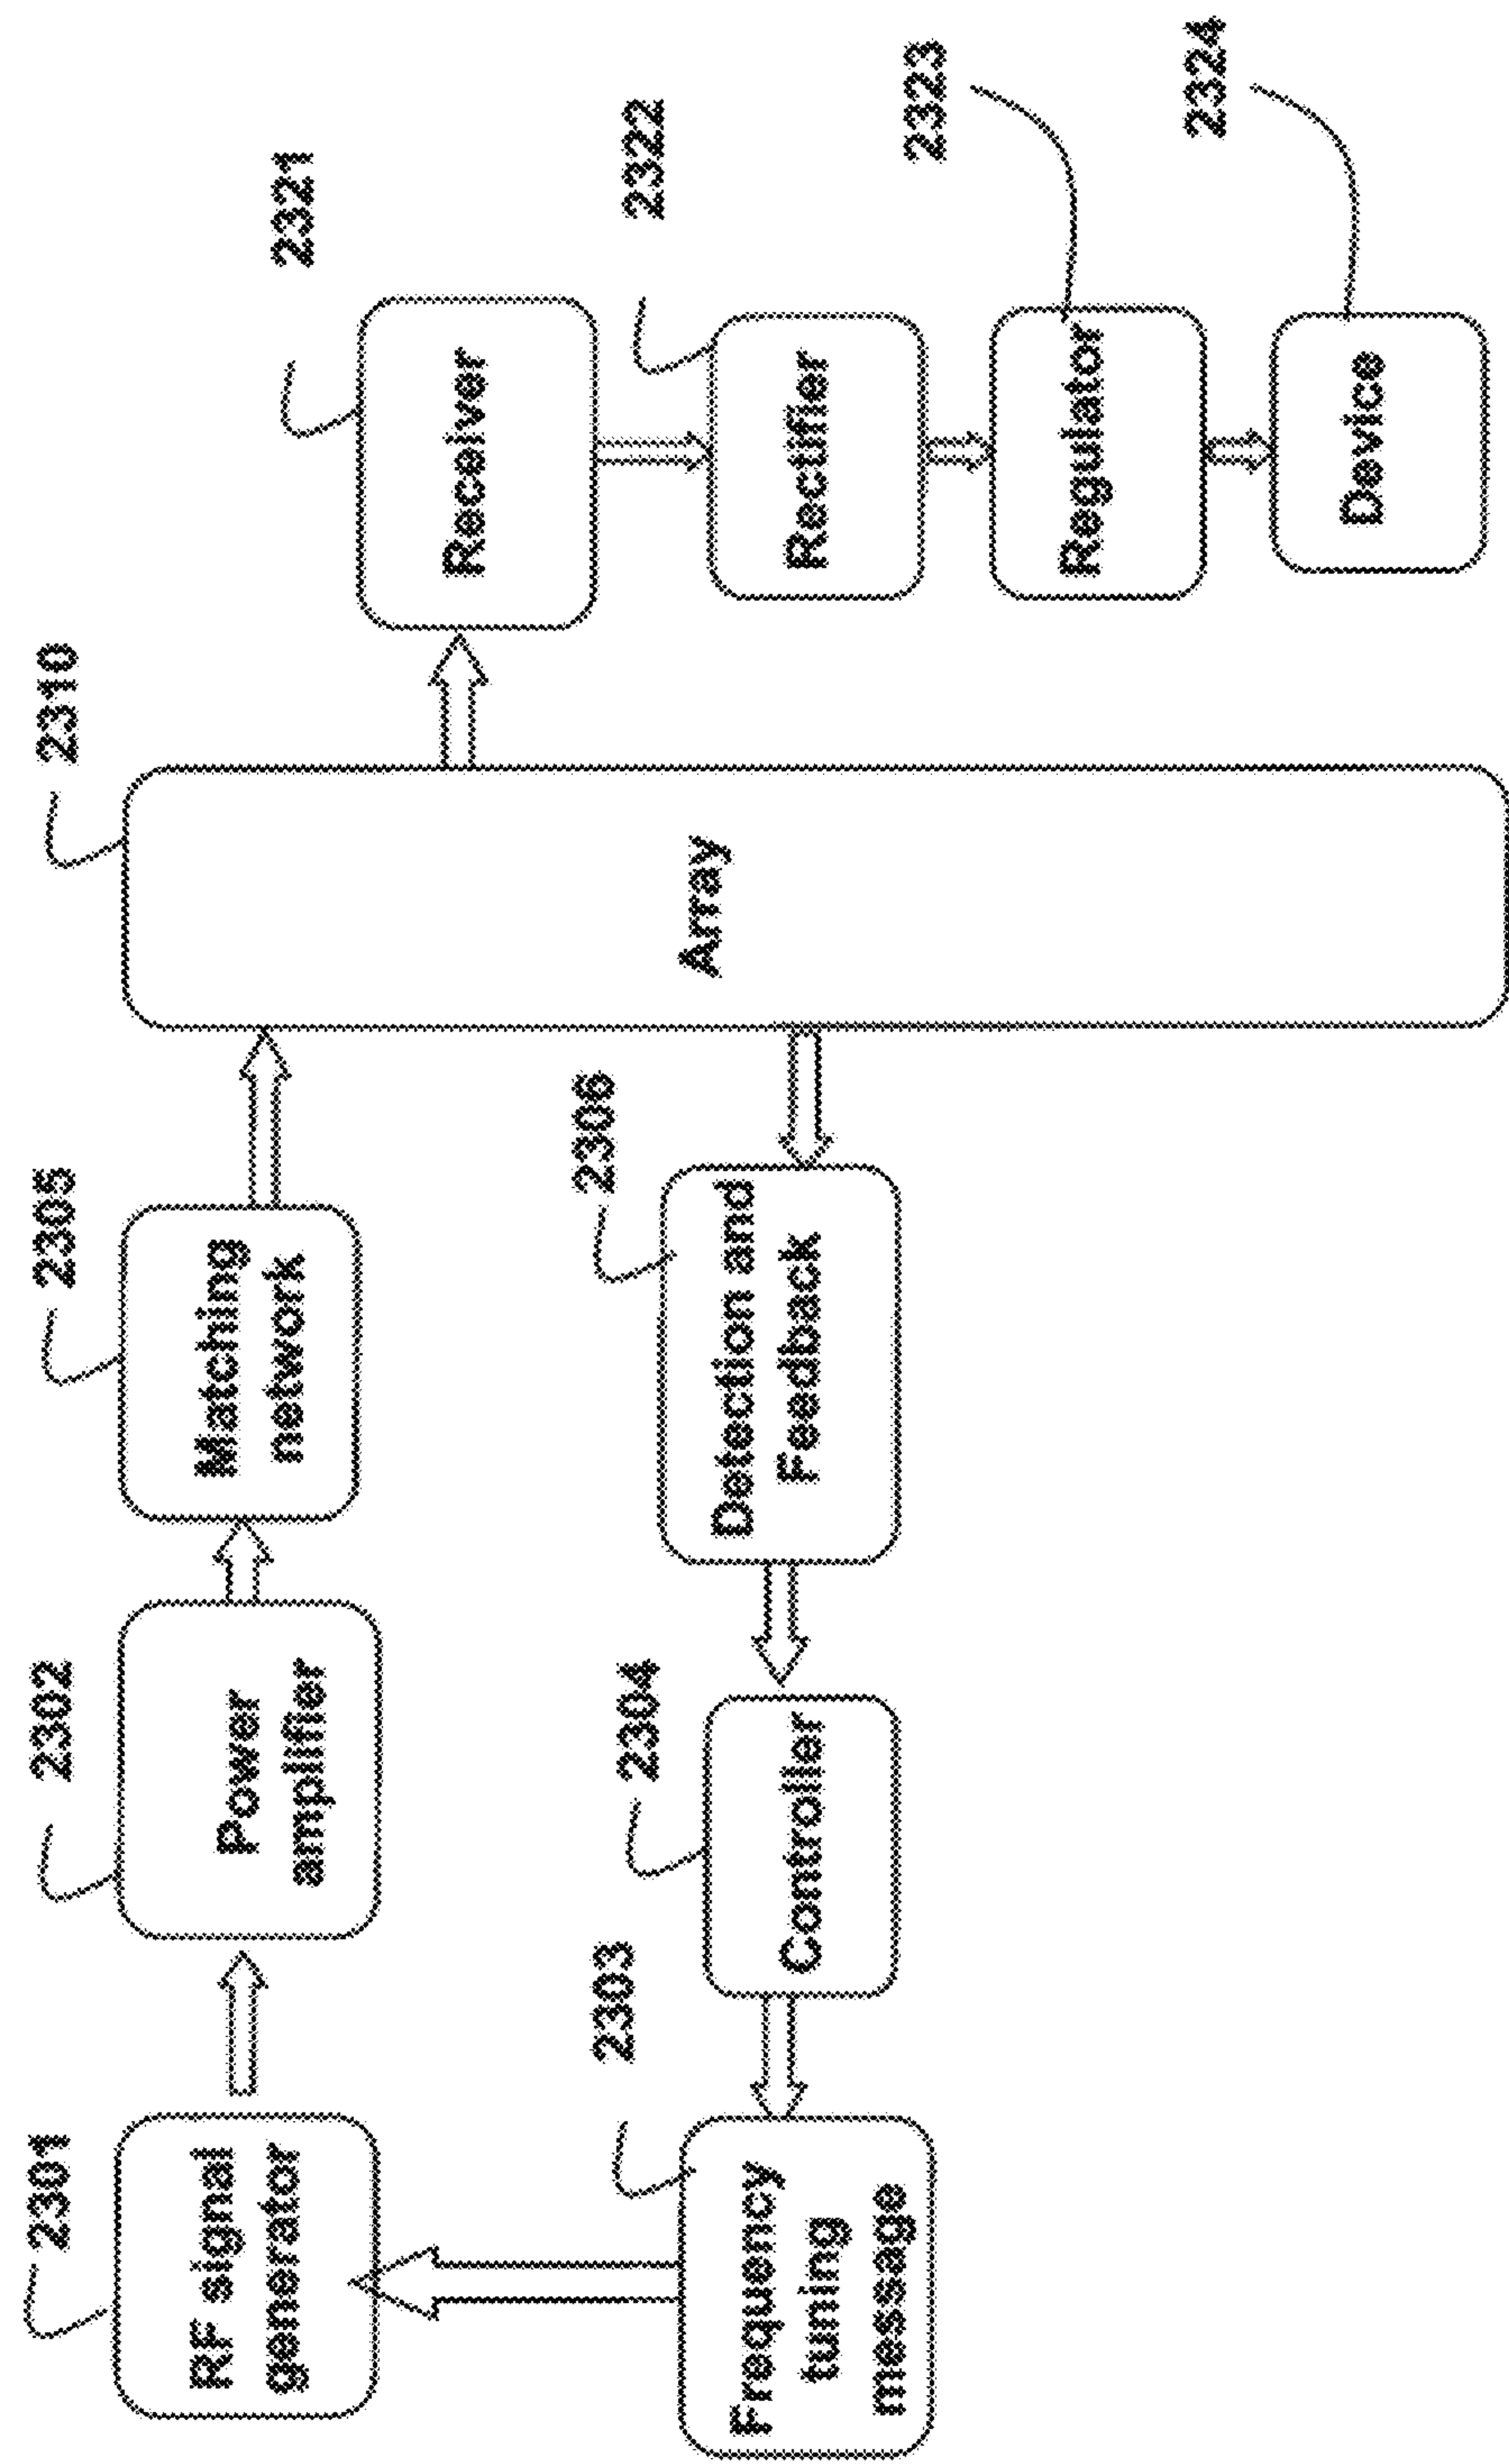 2301
RF signal
generator
2302
Power
amplifier
2305
Matching
network
2310
Array
2321
Receiver
2322
Rectifier
2323
Regulator
2324
Device
2306
Detection and
Feedback
2304
Controller
2303
Frequency
tuning
message